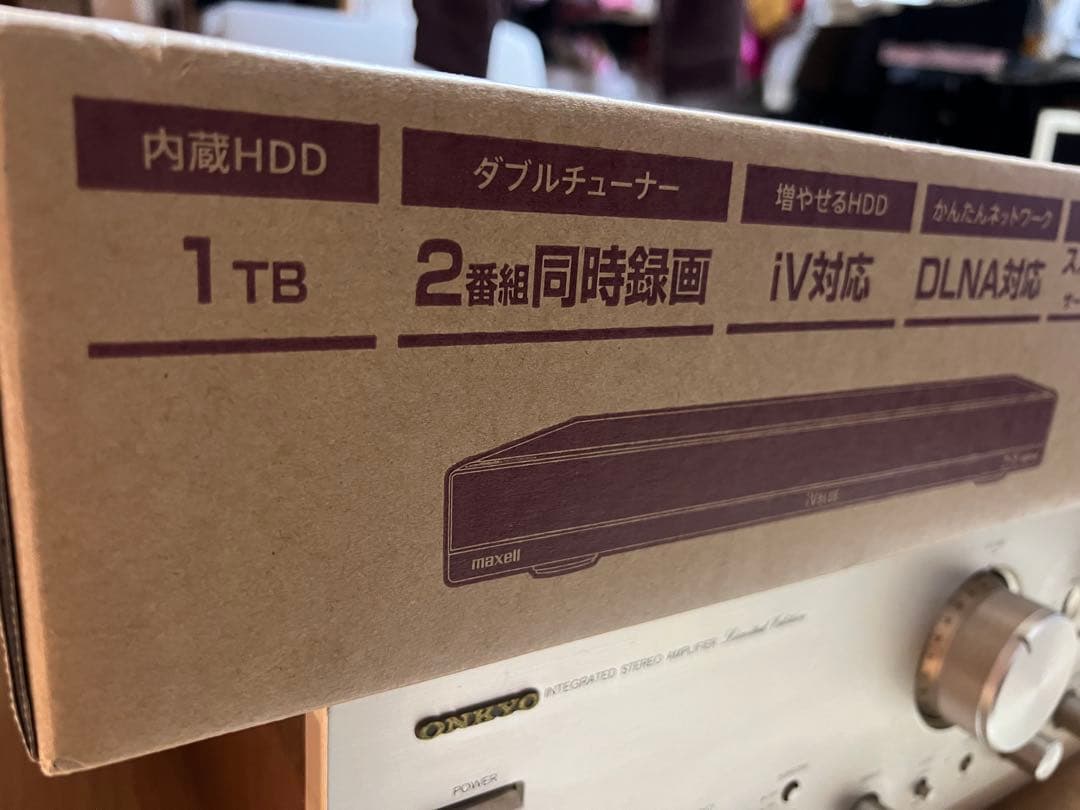 内蔵HDD
1TB
ダブルチューナー
2番組同時録画
増やせるHDD
iV対応
かんたんネットワーク
DLNA対応
maxell
ONKYO
INTEGRATED STEREO AMPLIFIER Limited Edition
POWER